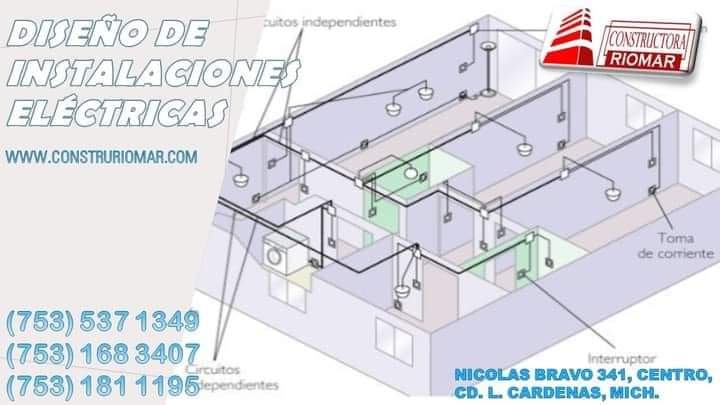 DISEÑO DE
INSTALACIONES
ELÉCTRICAS
WWW.CONSTRURIOMAR.COM
Circuitos independientes
CONSTRUCTORA
RIOMAR
Toma
de corriente
Interruptor
Circuitos
independientes
(753) 537 1349
(753) 168 3407
(753) 181 1195
NICOLAS BRAVO 341, CENTRO,
CD. L. CARDENAS, MICH.